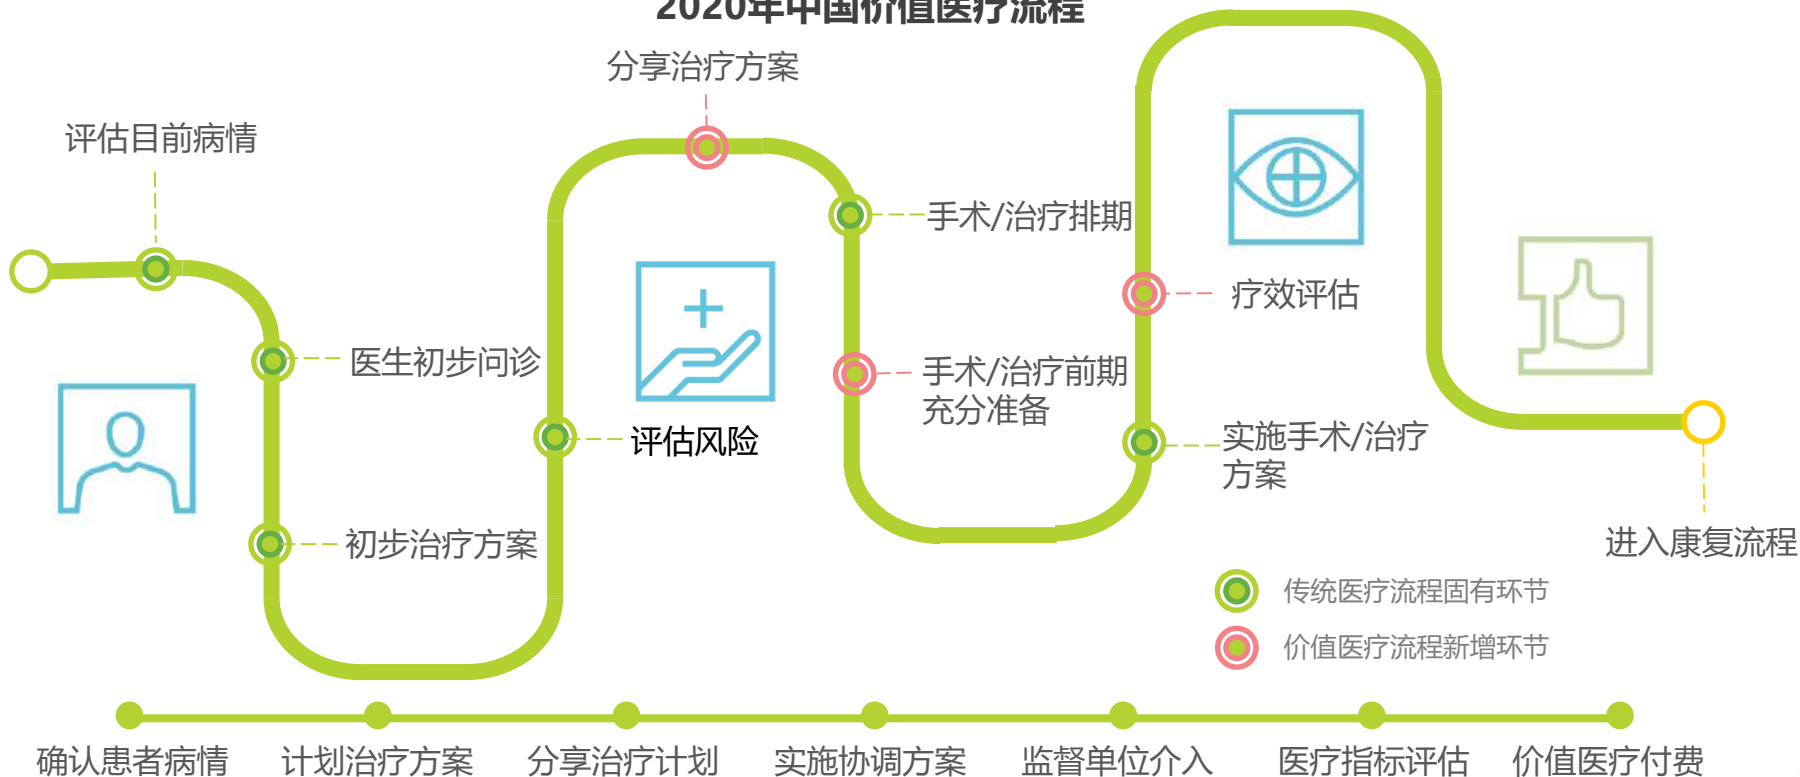 2020年中国价值医疗流程
分享治疗方案
评估目前病情
手术/治疗排期
疗效评估
医生初步问诊
手术/治疗前期
充分准备
评估风险
实施手术/治疗
方案
初步治疗方案
进入康复流程
传统医疗流程固有环节
价值医疗流程新增环节
确认患者病情
计划治疗方案
分享治疗计划
实施协调方案
监督单位介入
医疗指标评估
价值医疗付费